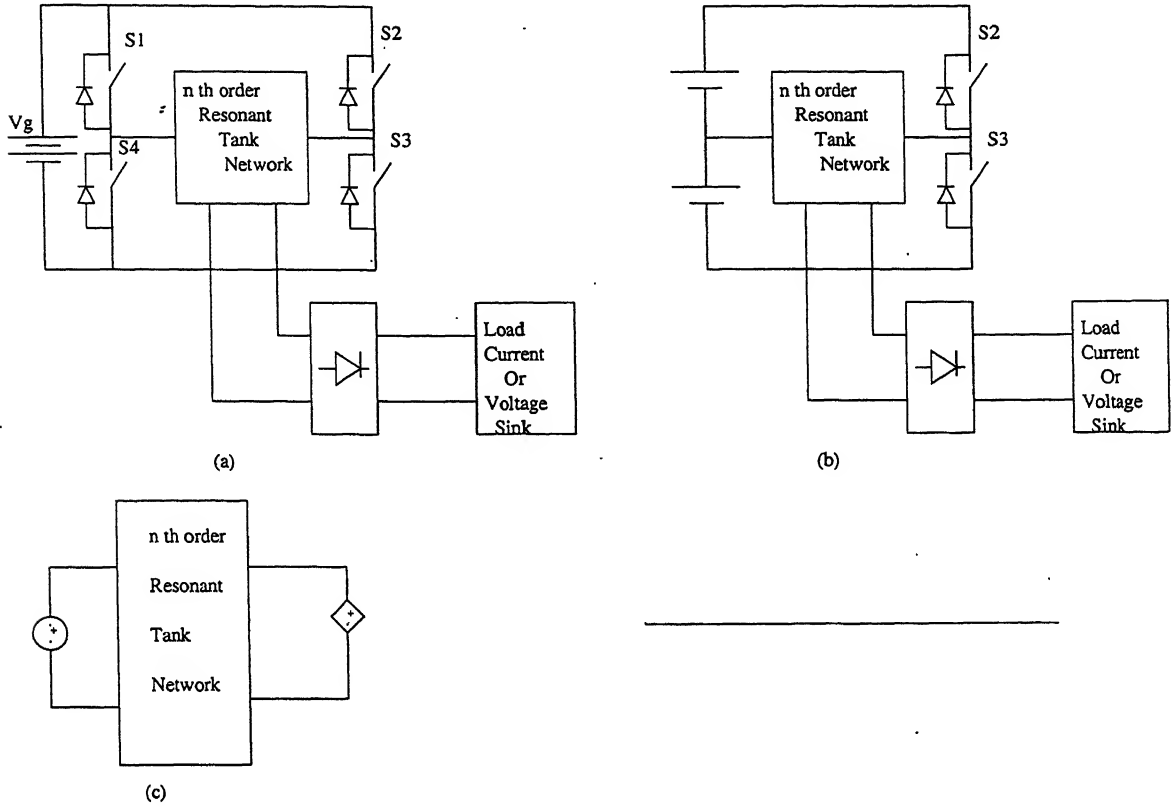 S1
S2
n th order
Resonant
Tank
Network
Vg
S4
S3
Load
Current
Or
Voltage
Sink
(a)
S2
n th order
Resonant
Tank
Network
S3
Load
Current
Or
Voltage
Sink
(b)
n th order
Resonant
Tank
Network
(c)